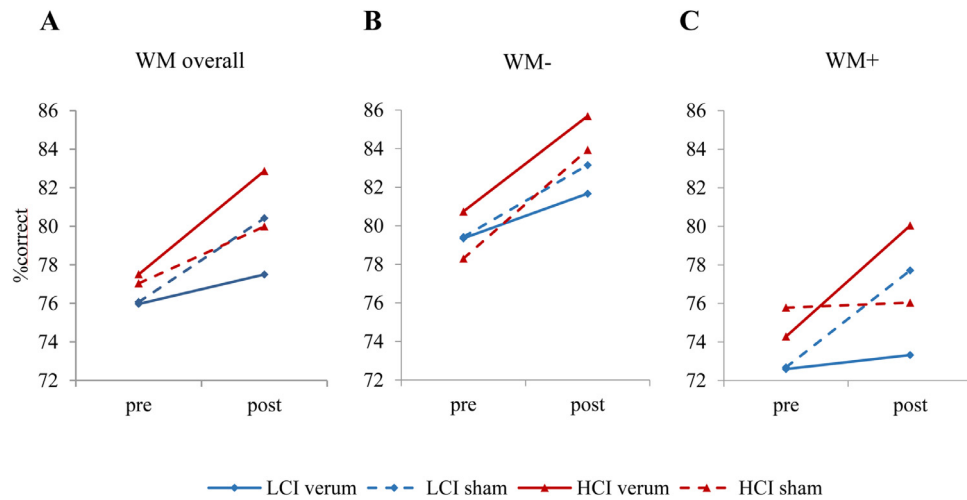 A
B
C
WM overall
WM-
WM+
%correct
86
84
82
80
78
76
74
72
pre
post
86
84
82
80
78
76
74
72
pre
post
86
84
82
80
78
76
74
72
pre
post
LCI verum
LCI sham
HCI verum
HCI sham